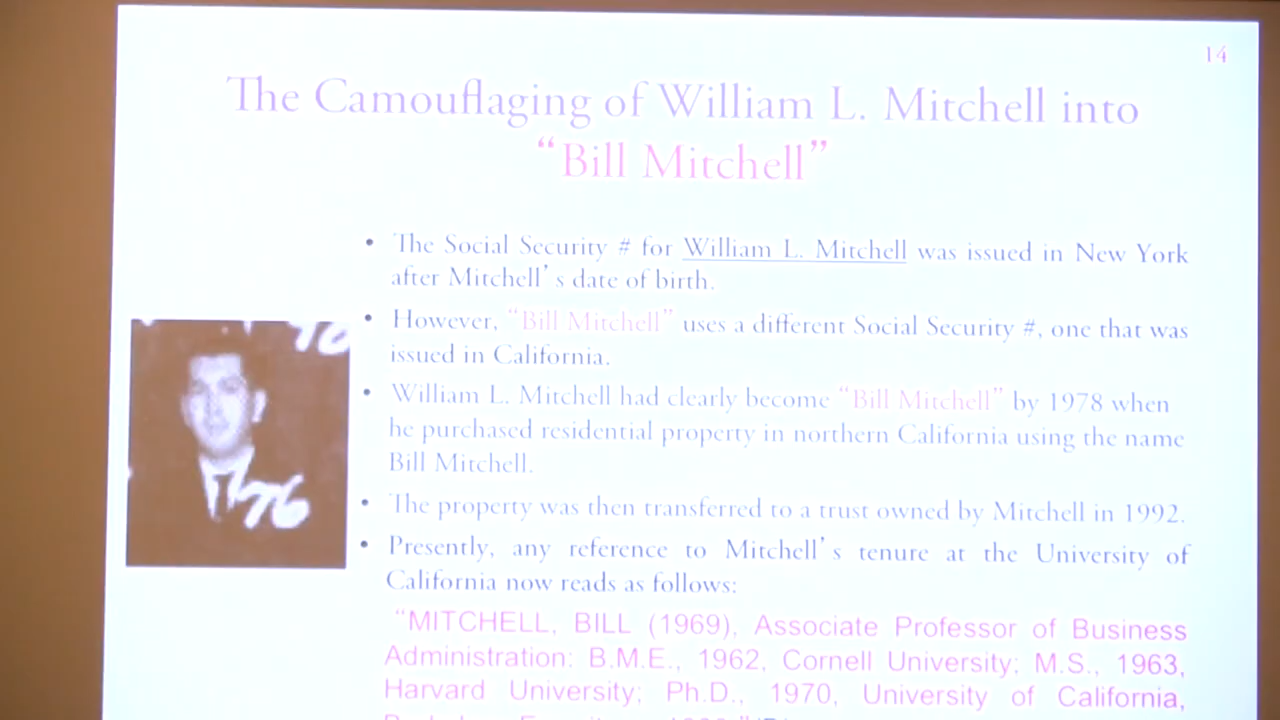 14
The Camouflaging of William L. Mitchell into
“Bill Mitchell”
• The Social Security # for William L. Mitchell was issued in New York
after Mitchell’s date of birth.
• However, “Bill Mitchell” uses a different Social Security #, one that was
issued in California.
• William L. Mitchell had clearly become “Bill Mitchell” by 1978 when
he purchased residential property in northern California using the name
Bill Mitchell.
• The property was then transferred to a trust owned by Mitchell in 1992.
• Presently, any reference to Mitchell’s tenure at the University of
California now reads as follows:
“MITCHELL, BILL (1969), Associate Professor of Business
Administration: B.M.E., 1962, Cornell University; M.S., 1963,
Harvard University; Ph.D., 1970, University of California,
76